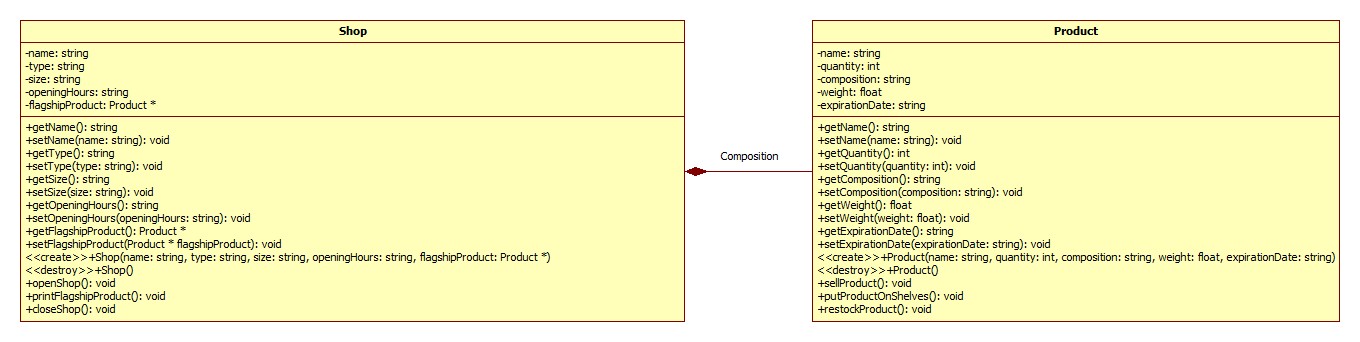 Shop
-name: string
-type: string
-size: string
-openingHours: string
-flagshipProduct: Product *
+getName(): string
+setName(name: string): void
+getType(): string
+setType(type: string): void
+getSize(): string
+setSize(size: string): void
+getOpeningHours(): string
+setOpeningHours(openingHours: string): void
+getFlagshipProduct(): Product *
+setFlagshipProduct(Product * flagshipProduct): void
<<create>>+Shop(name: string, type: string, size: string, openingHours: string, flagshipProduct: Product *)
<<destroy>>+Shop()
+openShop(): void
+printFlagshipProduct(): void
+closeShop(): void
Composition
Product
-name: string
-quantity: int
-composition: string
-weight: float
-expirationDate: string
+getName(): string
+setName(name: string): void
+getQuantity(): int
+setQuantity(quantity: int): void
+getComposition(): string
+setComposition(composition: string): void
+getWeight(): float
+setWeight(weight: float): void
+getExpirationDate(): string
+setExpirationDate(expirationDate: string): void
<<create>>+Product(name: string, quantity: int, composition: string, weight: float, expirationDate: string)
<<destroy>>+Product()
+sellProduct(): void
+putProductOnShelves(): void
+restockProduct(): void